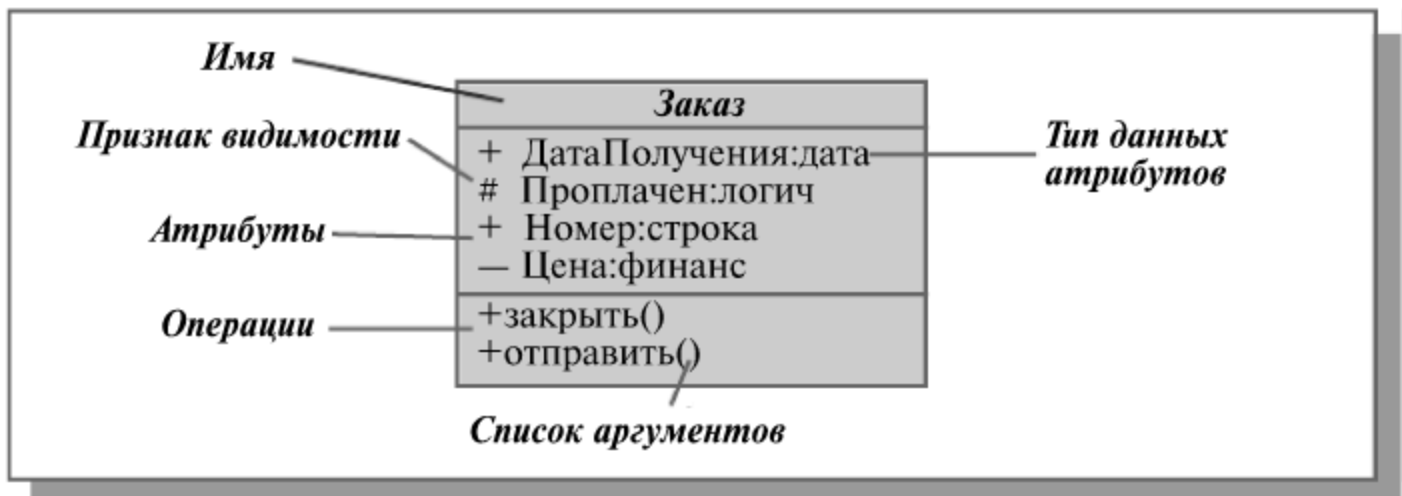 Имя
Заказ
Признак видимости
Тип данных
атрибутов
+ ДатаПолучения:дата
# Проплачен:логич
+ Номер:строка
— Цена:финанс
Атрибуты
Операции
+закрыть()
+отправить()
Список аргументов